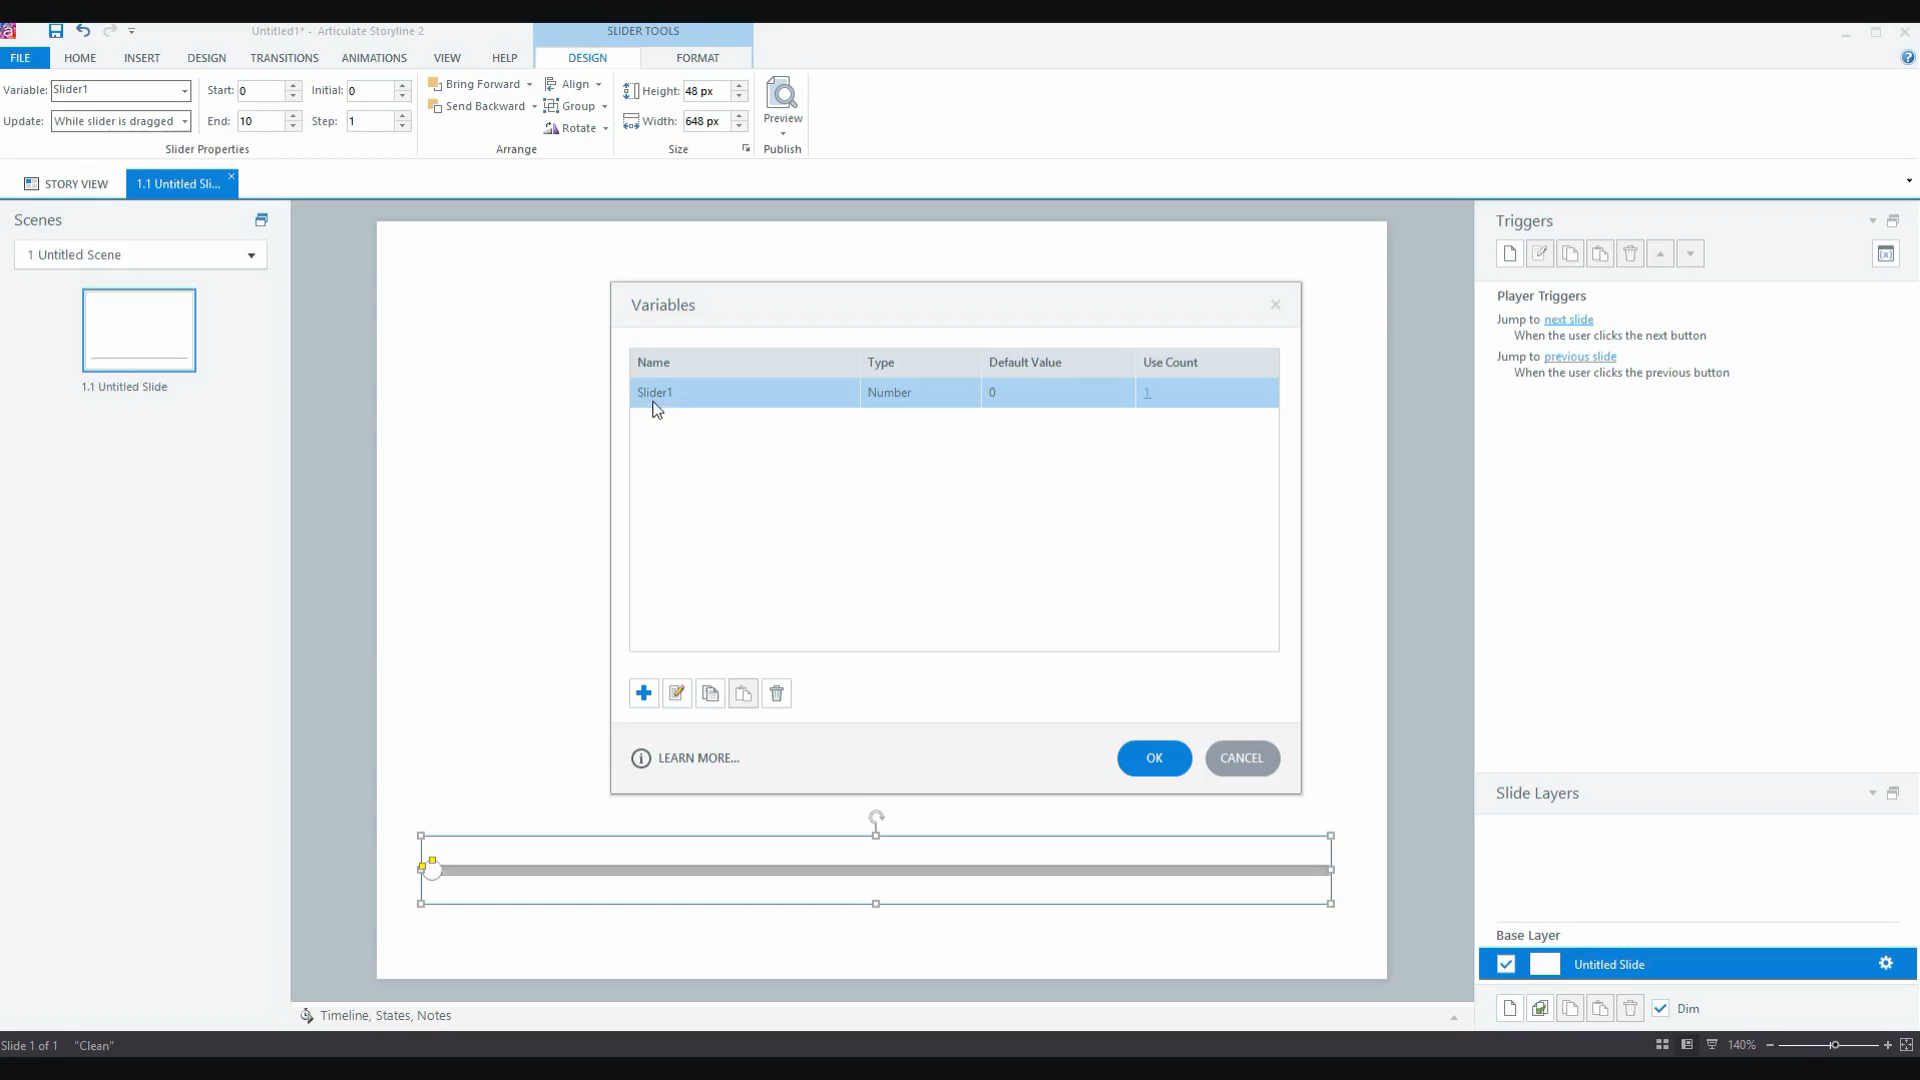 Untitled1* - Articulate Storyline 2
SLIDER TOOLS
FILE
HOME
INSERT
DESIGN
TRANSITIONS
ANIMATIONS
VIEW
HELP
DESIGN
FORMAT
Variable: Slider1
Start: 0
Initial: 0
Bring Forward
Align
Height: 48 px
Send Backward
Group
Update: While slider is dragged
End: 10
Step: 1
Rotate
Width: 648 px
Preview
Slider Properties
Arrange
Size
Publish
STORY VIEW
1.1 Untitled Sli...
Scenes
1 Untitled Scene
1.1 Untitled Slide
Variables
Name
Type
Default Value
Use Count
Slider1
Number
0
1
LEARN MORE...
OK
CANCEL
Triggers
(x)
Player Triggers
Jump to next slide
When the user clicks the next button
Jump to previous slide
When the user clicks the previous button
Slide Layers
Base Layer
Untitled Slide
Dim
Timeline, States, Notes
Slide 1 of 1
"Clean"
140%